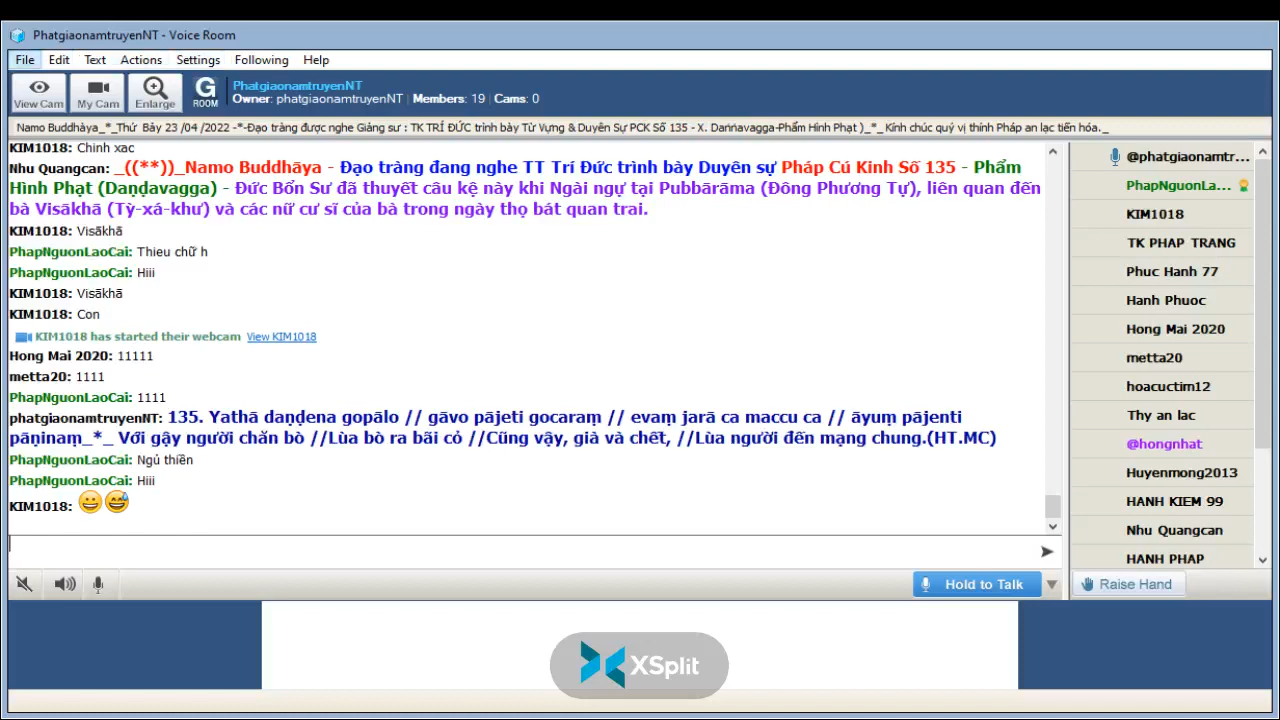 PhatgiaonamtruyenNT - Voice Room
File Edit Text Actions Settings Following Help
View Cam My Cam Enlarge G ROOM
PhatgiaonamtruyenNT
Owner: phatgiaonamtruyenNT | Members: 19 | Cams: 0
Namo Buddhàya_*_Thứ Bảy 23 /04 /2022 -*-Đạo tràng được nghe Giảng sư : TK TRÍ ĐỨC trình bày Từ Vựng & Duyên Sự PCK Số 135 - X. Daṇṇavagga-Phẩm Hình Phạt )_*_ Kính chúc quý vị thính Pháp an lạc tiến hóa._
KIM1018: Chinh xac
Nhu Quangcan: _((**))_Namo Buddhāya - Đạo tràng đang nghe TT Trí Đức trình bày Duyên sự Pháp Cú Kinh Số 135 - Phẩm
Hình Phạt (Daṇḍavagga) - Đức Bổn Sư đã thuyết câu kệ này khi Ngài ngự tại Pubbārāma (Đông Phương Tự), liên quan đến
bà Visākhā (Tỳ-xá-khư) và các nữ cư sĩ của bà trong ngày thọ bát quan trai.
KIM1018: Visākhā
PhapNguonLaoCai: Thieu chữ h
PhapNguonLaoCai: Hiii
KIM1018: Visākhā
KIM1018: Con
KIM1018 has started their webcam View KIM1018
Hong Mai 2020: 11111
metta20: 1111
PhapNguonLaoCai: 1111
phatgiaonamtruyenNT: 135. Yathā daṇḍena gopālo // gāvo pājeti gocaraṃ // evaṃ jarā ca maccu ca // āyuṃ pājenti
pāṇinaṃ_*_ Với gậy người chăn bò //Lùa bò ra bãi cỏ //Cũng vậy, già và chết, //Lùa người đến mạng chung.(HT.MC)
PhapNguonLaoCai: Ngủ thiền
PhapNguonLaoCai: Hiii
KIM1018:
@phatgiaonamtr...
PhapNguonLa...
KIM1018
TK PHAP TRANG
Phuc Hanh 77
Hanh Phuoc
Hong Mai 2020
metta20
hoacuctim12
Thy an lac
@hongnhat
Huyenmong2013
HANH KIEM 99
Nhu Quangcan
HANH PHAP
Hold to Talk
Raise Hand
XSplit